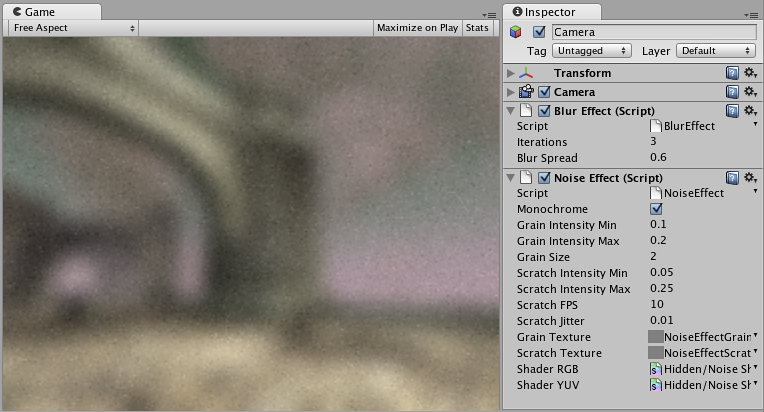 Game
Free Aspect
Maximize on Play
Stats
Inspector
Camera
Tag Untagged Layer Default
Transform
Camera
Blur Effect (Script)
Script BlurEffect
Iterations 3
Blur Spread 0.6
Noise Effect (Script)
Script NoiseEffect
Monochrome
Grain Intensity Min 0.1
Grain Intensity Max 0.2
Grain Size 2
Scratch Intensity Min 0.05
Scratch Intensity Max 0.25
Scratch FPS 10
Scratch Jitter 0.01
Grain Texture NoiseEffectGrain
Scratch Texture NoiseEffectScrat
Shader RGB Hidden/Noise Sh
Shader YUV Hidden/Noise Sh